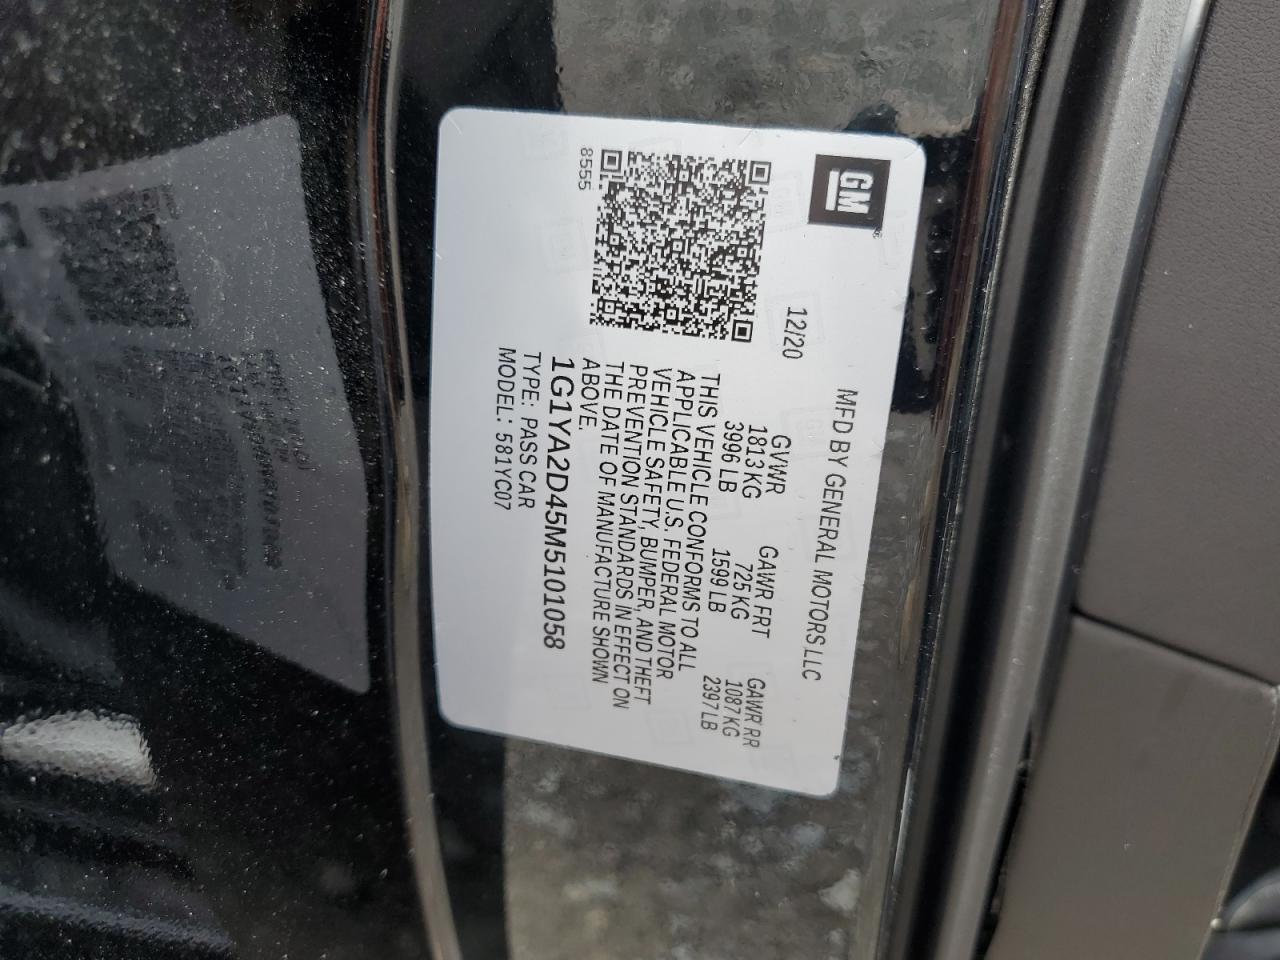 GM
MFD BY GENERAL MOTORS LLC
12/20
GVWR GAWR FRT GAWR RR
1813 KG 725 KG 1087 KG
3996 LB 1599 LB 2397 LB
THIS VEHICLE CONFORMS TO ALL
APPLICABLE U.S. FEDERAL MOTOR
VEHICLE SAFETY, BUMPER, AND THEFT
PREVENTION STANDARDS IN EFFECT ON
THE DATE OF MANUFACTURE SHOWN
ABOVE.
8555
1G1YA2D45M5101058
TYPE: PASS CAR
MODEL: 581YC07